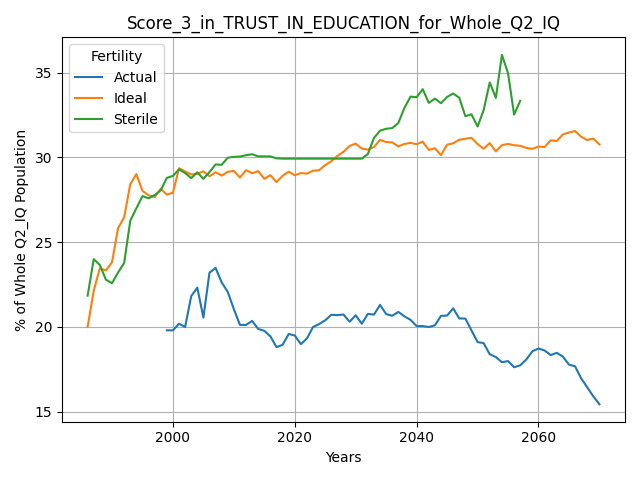 Score_3_in_TRUST_IN_EDUCATION_for_Whole_Q2_IQ
Fertility
Actual
Ideal
Sterile
% of Whole Q2_IQ Population
35
30
25
20
15
2000
2020
2040
2060
Years